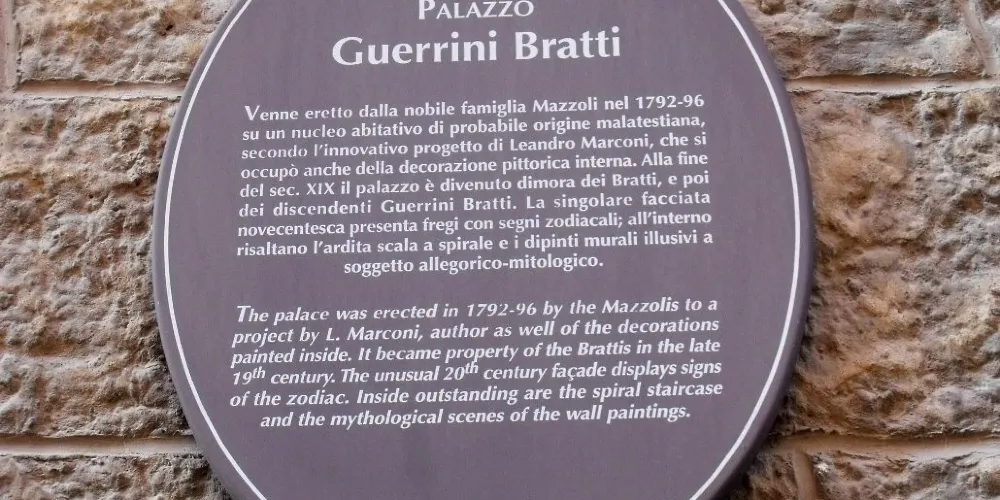 PALAZZO
Guerrini Bratti
Venne eretto dalla nobile famiglia Mazzoli nel 1792-96
su un nucleo abitativo di probabile origine malatestiana,
secondo l'innovativo progetto di Leandro Marconi, che si
occupò anche della decorazione pittorica interna. Alla fine
del sec. XIX il palazzo è divenuto dimora dei Bratti, e poi
dei discendenti Guerrini Bratti. La singolare facciata
novecentesca presenta fregi con segni zodiacali; all'interno
risaltano l'ardita scala a spirale e i dipinti murali illusivi a
soggetto allegorico-mitologico.
The palace was erected in 1792-96 by the Mazzolis to a
project by L. Marconi, author as well of the decorations
painted inside. It became property of the Brattis in the late
19th century. The unusual 20th century façade displays signs
of the zodiac. Inside outstanding are the spiral staircase
and the mythological scenes of the wall paintings.